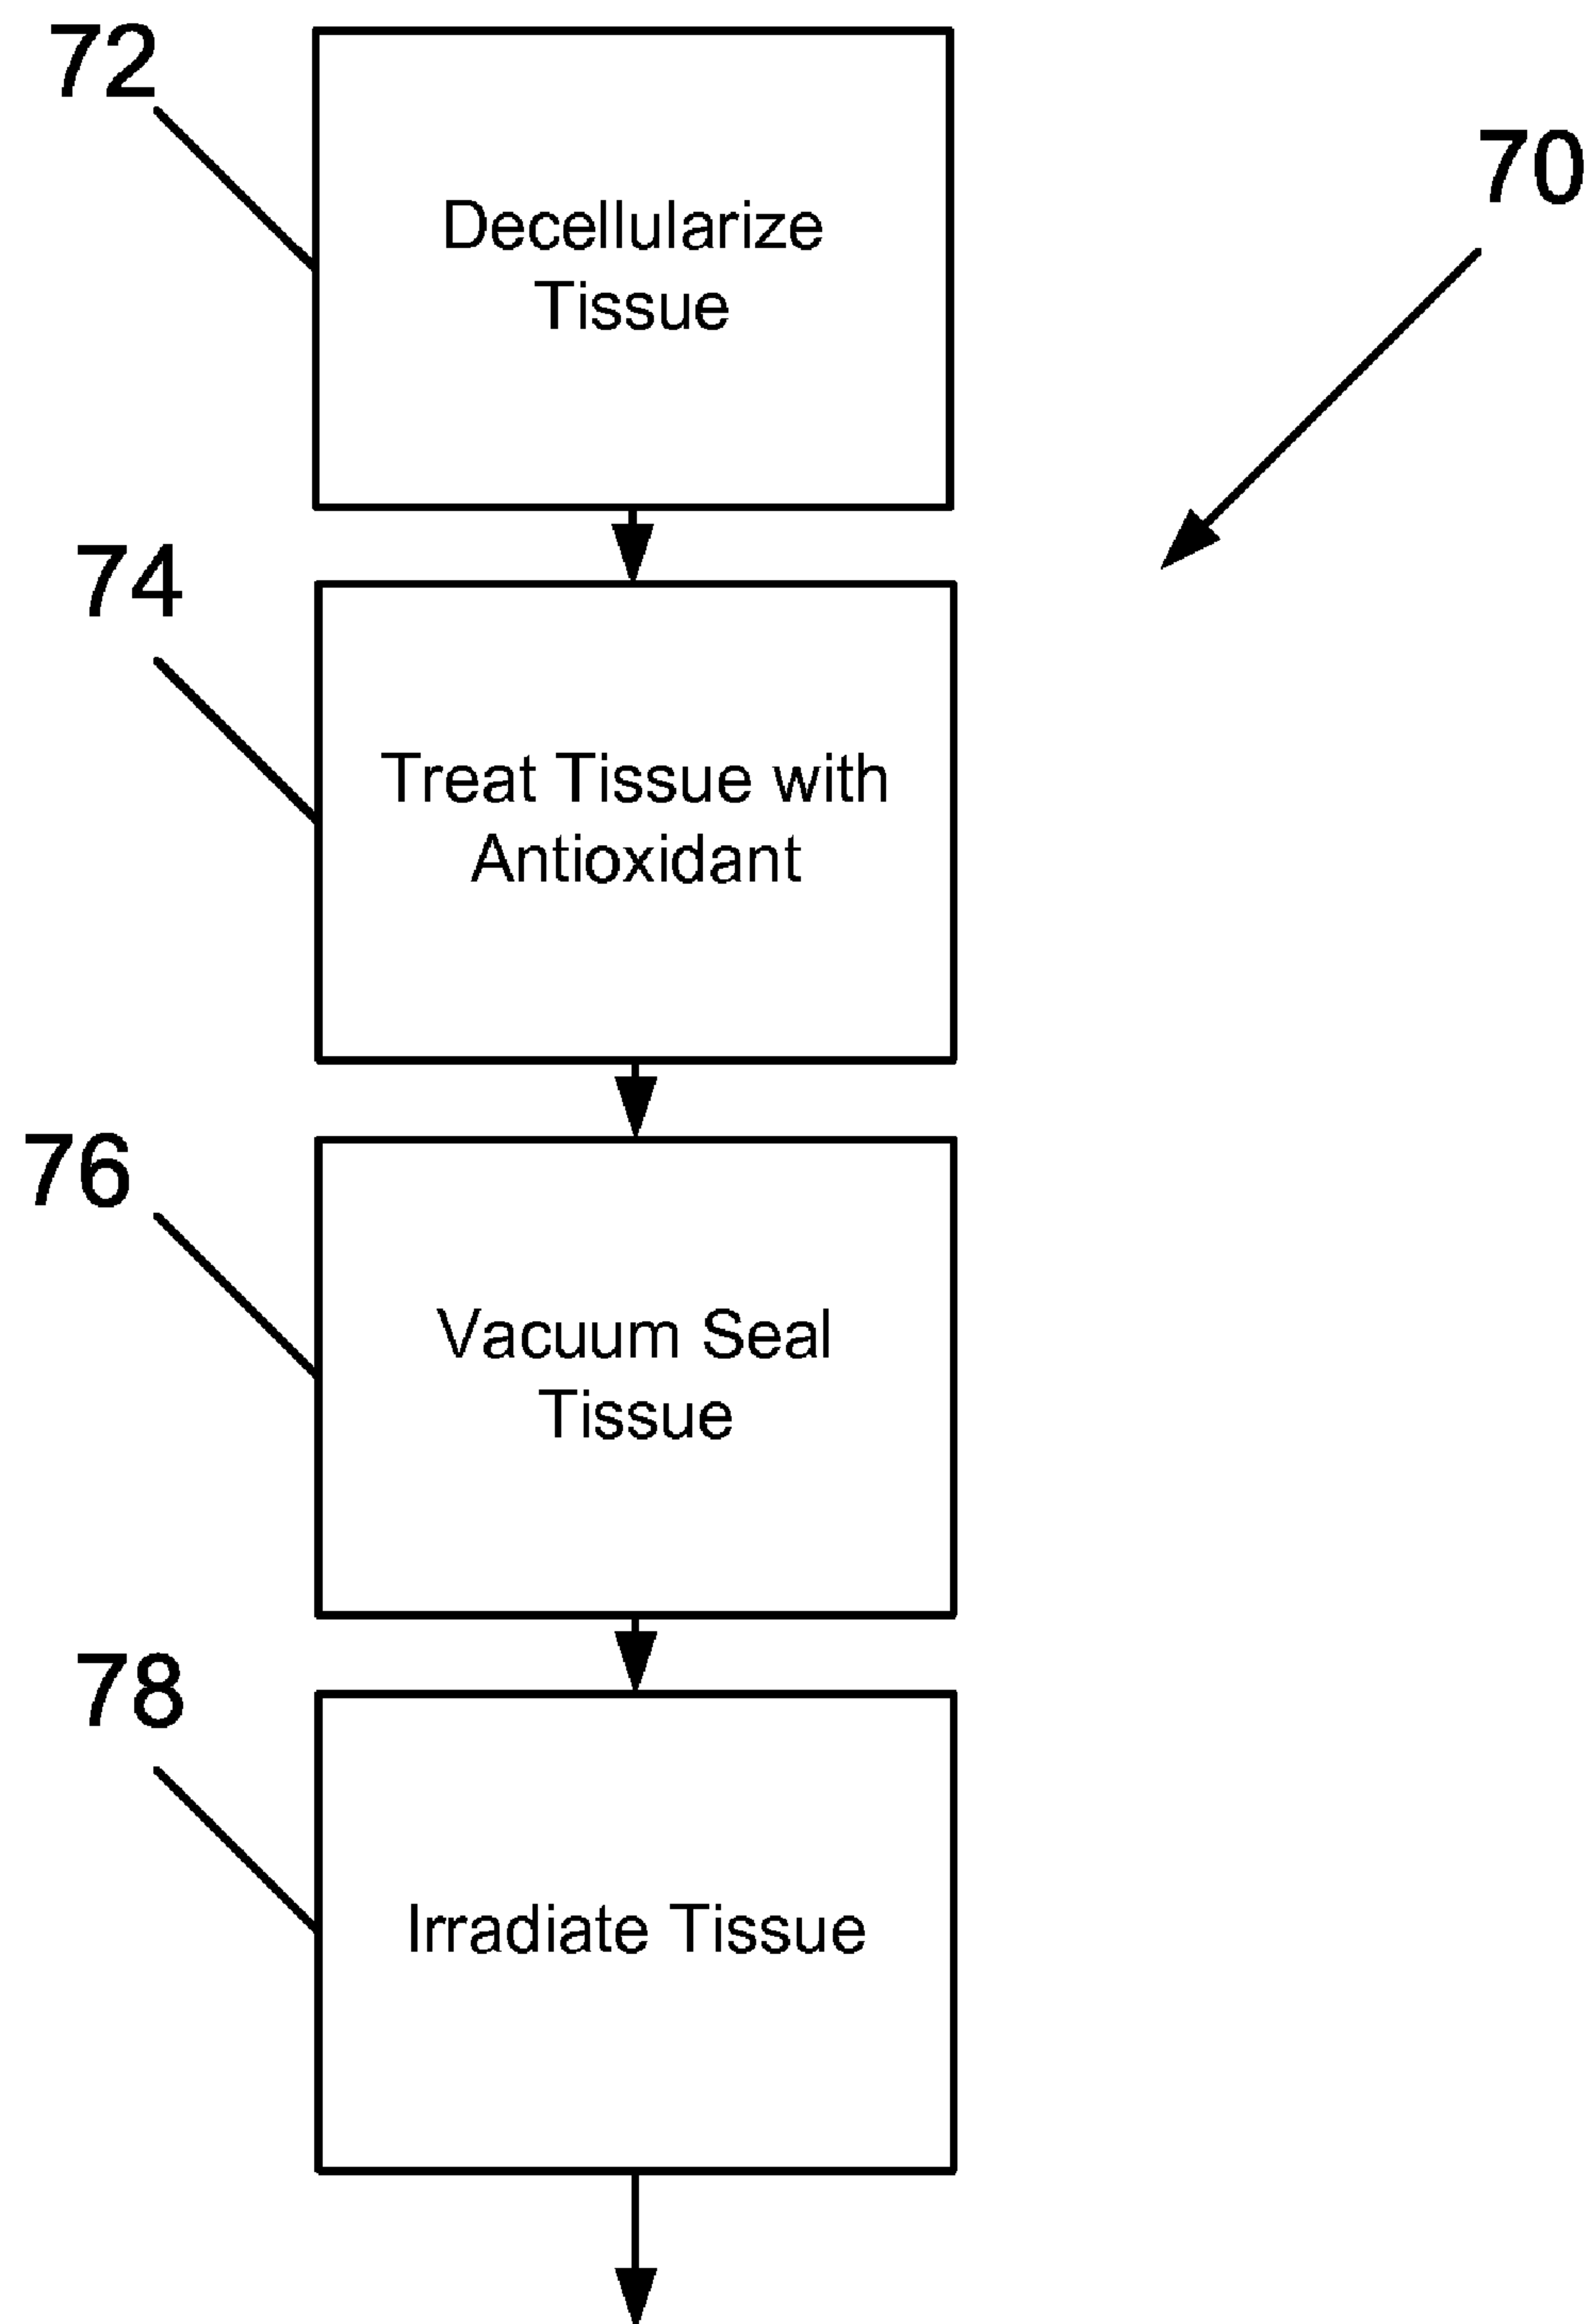 72
70
Decellularize
Tissue
74
Treat Tissue with
Antioxidant
76
Vacuum Seal
Tissue
78
Irradiate Tissue